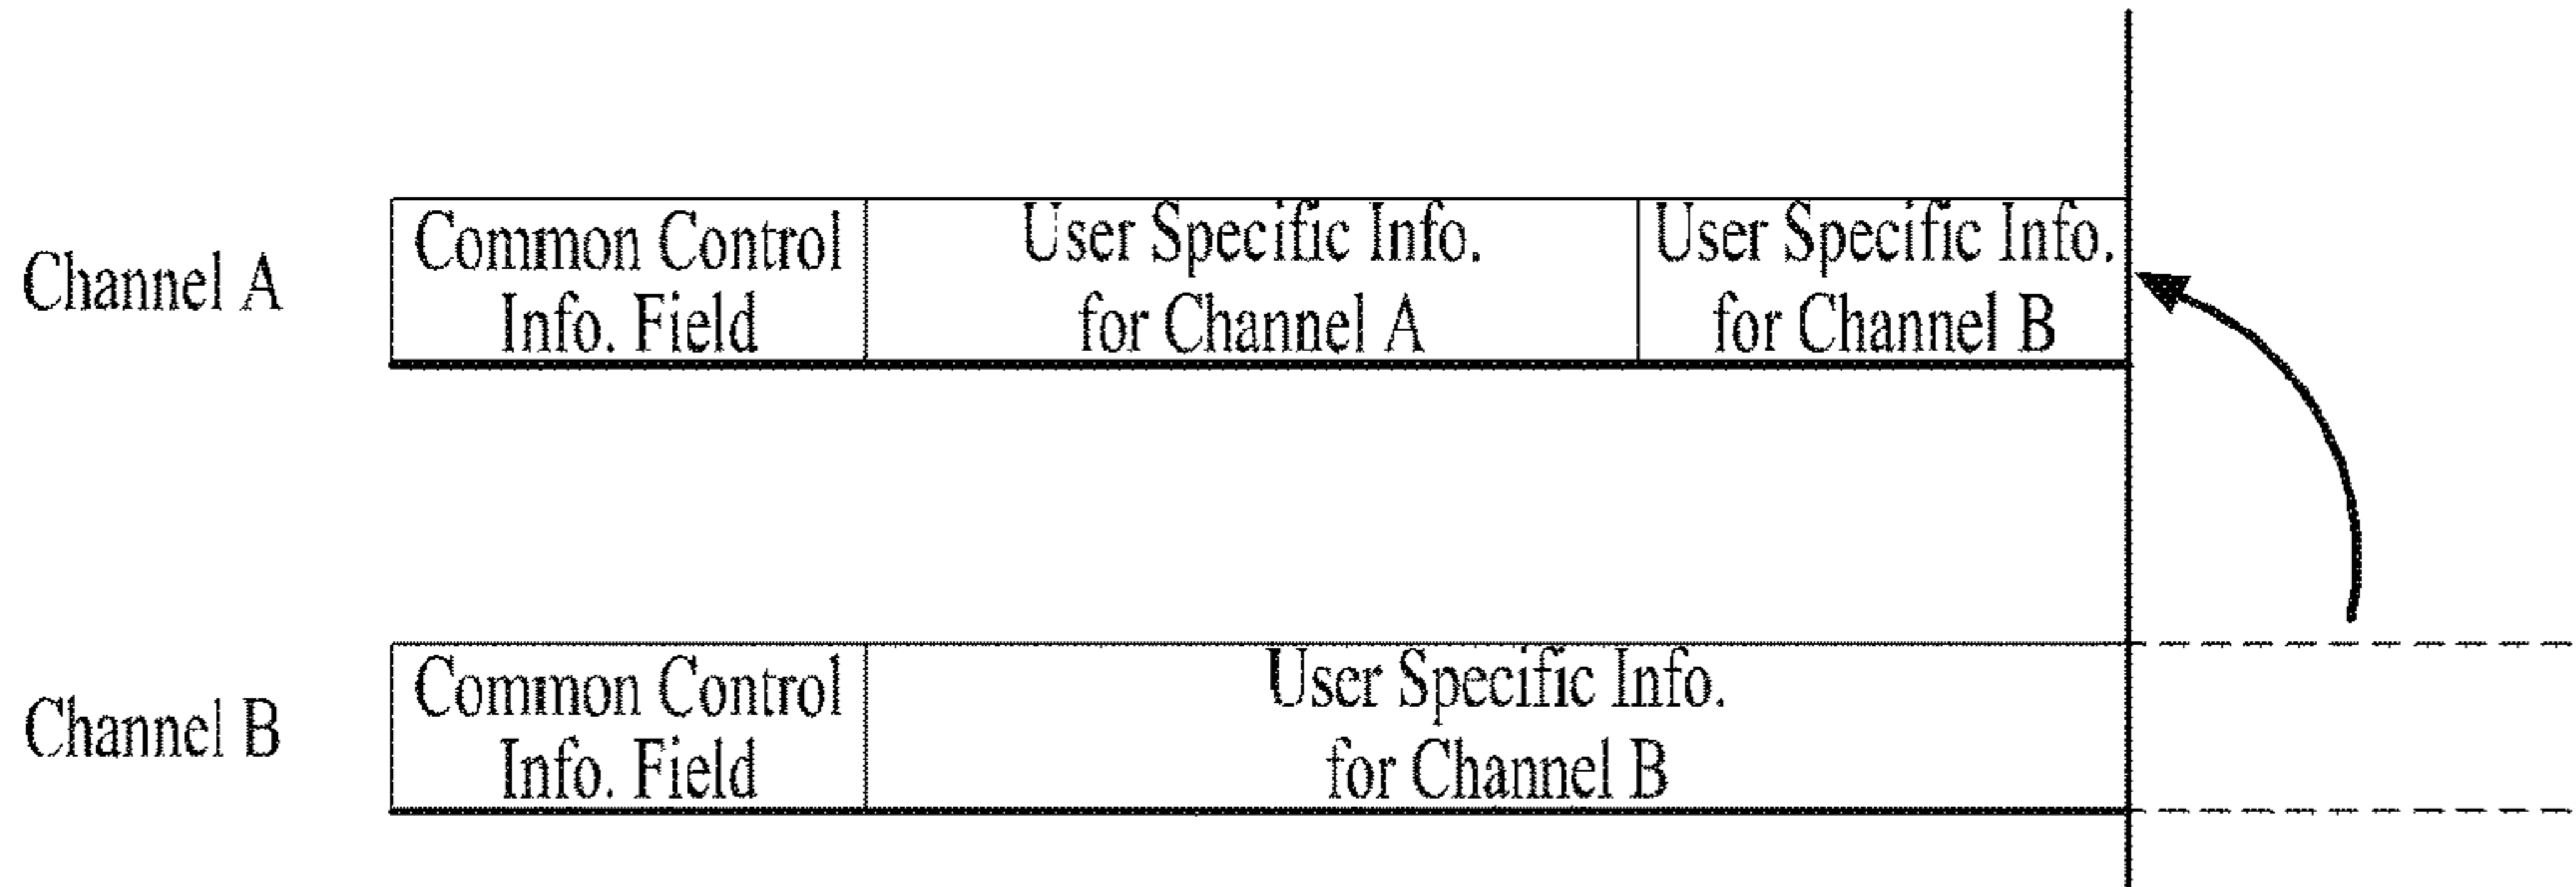 Channel A
Common Control
Info. Field
User Specific Info.
for Channel A
User Specific Info.
for Channel B
Channel B
Common Control
Info. Field
User Specific Info.
for Channel B